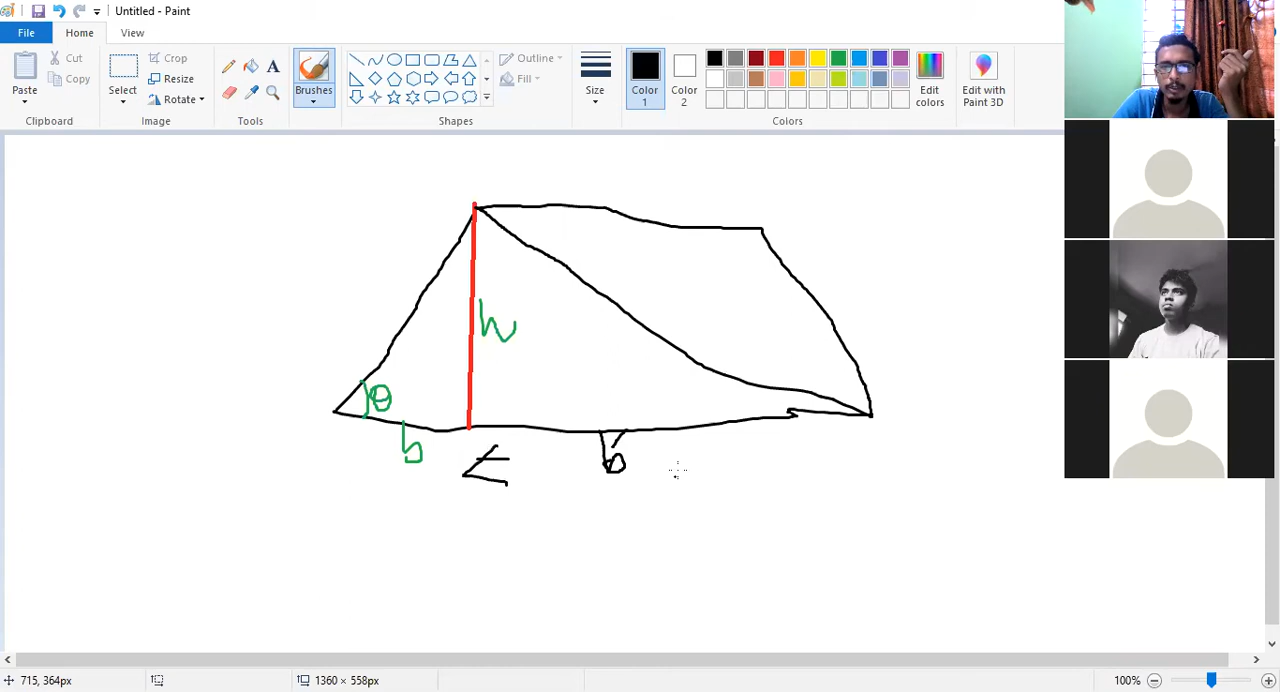 Untitled - Paint
File Home View
Paste
Cut
Copy
Clipboard
Select
Crop
Resize
Rotate
Image
A
Tools
Brushes
Shapes
Outline
Fill
Size
Color 1
Color 2
Colors
Edit colors
Edit with Paint 3D
h
θ
b
715, 364px
1360 × 558px
100%